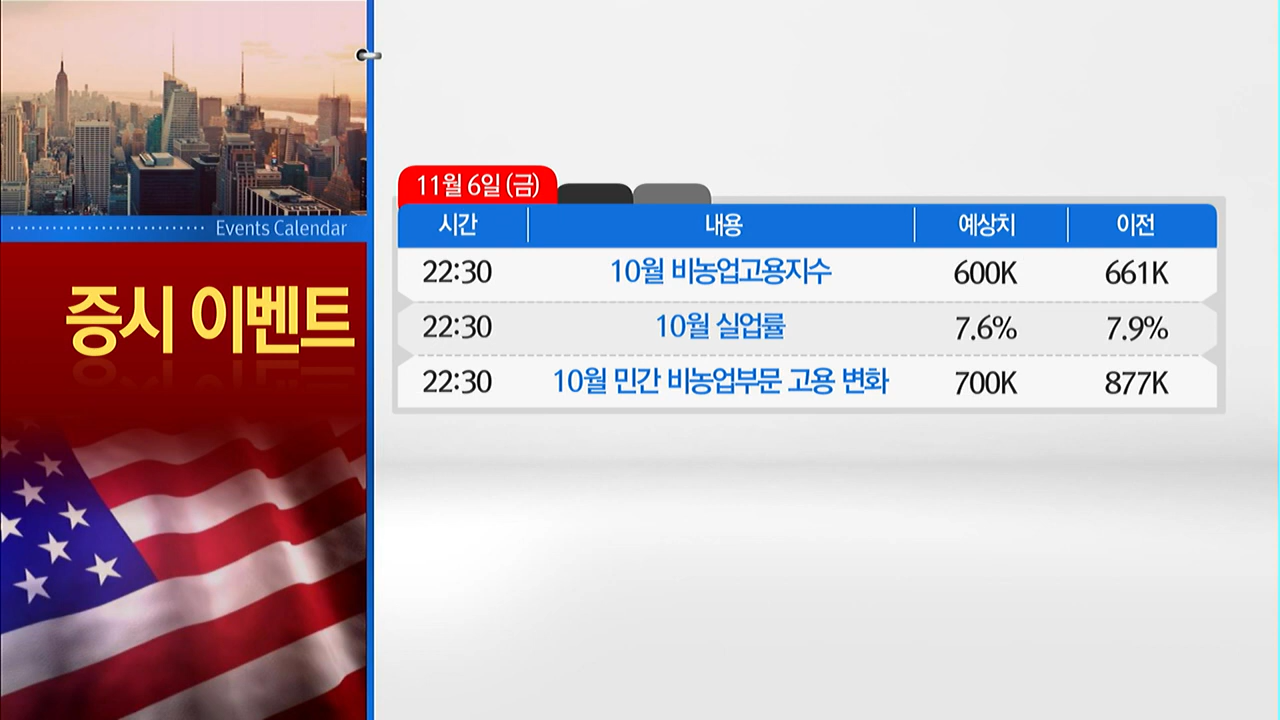 Events Calendar
증시 이벤트
11월 6일 (금)
시간 내용 예상치 이전
22:30 10월 비농업고용지수 600K 661K
22:30 10월 실업률 7.6% 7.9%
22:30 10월 민간 비농업부문 고용 변화 700K 877K